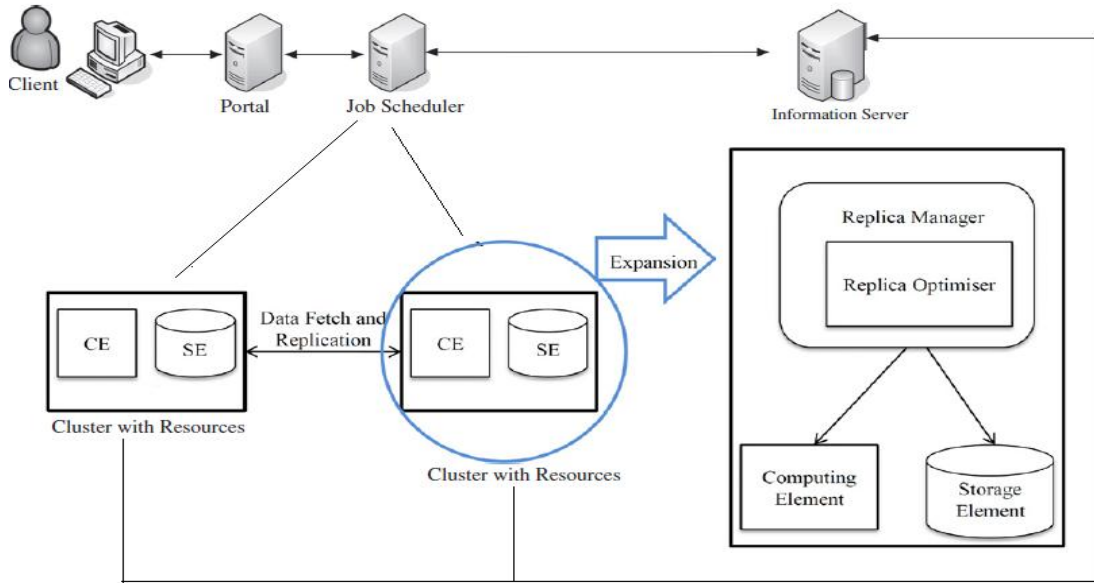 Client
Portal
Job Scheduler
Information Server
Replica Manager
Replica Optimiser
Expansion
CE
SE
Data Fetch and
Replication
CE
SE
Cluster with Resources
Cluster with Resources
Computing
Element
Storage
Element